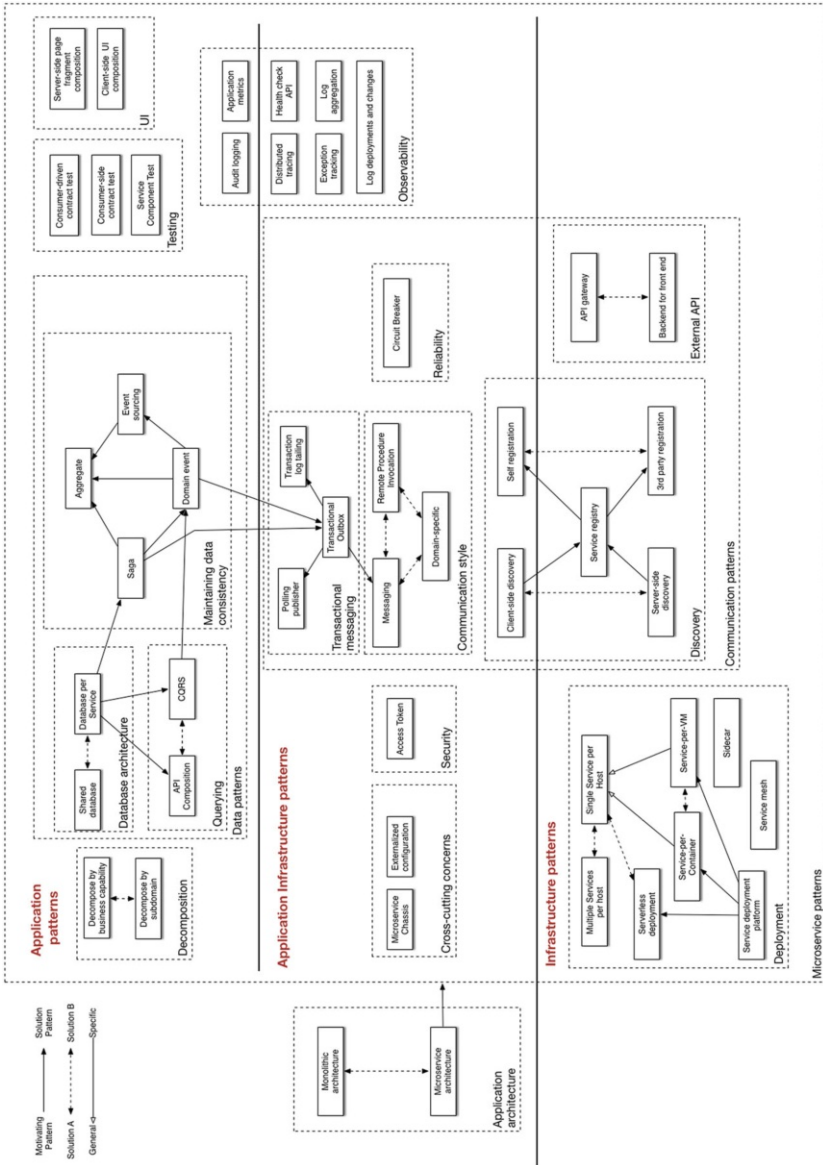 Motivating
Pattern
Solution
Pattern
Solution A
Solution B
General
Specific
Application
patterns
Decompose by
business capability
Decompose by
subdomain
Decomposition
Shared
database
Database per
Service
Database architecture
API
Composition
CQRS
Querying
Data patterns
Saga
Aggregate
Domain event
Event
sourcing
Maintaining data
consistency
Consumer-driven
contract test
Consumer-side
contract test
Service
Component Test
Testing
Server-side page
fragment
composition
Client-side UI
composition
UI
Application Infrastructure patterns
Monolithic
architecture
Microservice
architecture
Application
architecture
Microservice
Chassis
Externalized
configuration
Cross-cutting concerns
Access Token
Security
Polling
publisher
Transactional
Outbox
Transaction
log tailing
Transactional
messaging
Messaging
Remote Procedure
Invocation
Domain-specific
Communication style
Circuit Breaker
Reliability
Audit logging
Application
metrics
Distributed
tracing
Health check
API
Exception
tracking
Log
aggregation
Log deployments and changes
Observability
Infrastructure patterns
Multiple Services
per host
Single Service per
Host
Serverless
deployment
Service-per-
Container
Service-per-VM
Service deployment
platform
Service mesh
Sidecar
Deployment
Client-side discovery
Self registration
Service registry
Server-side
discovery
3rd party registration
Discovery
API gateway
Backend for front end
External API
Communication patterns
Microservice patterns